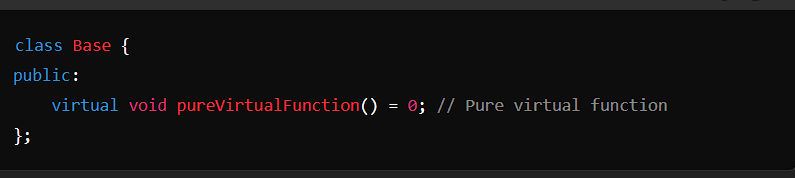 class Base {
public:
    virtual void pureVirtualFunction() = 0; // Pure virtual function
};